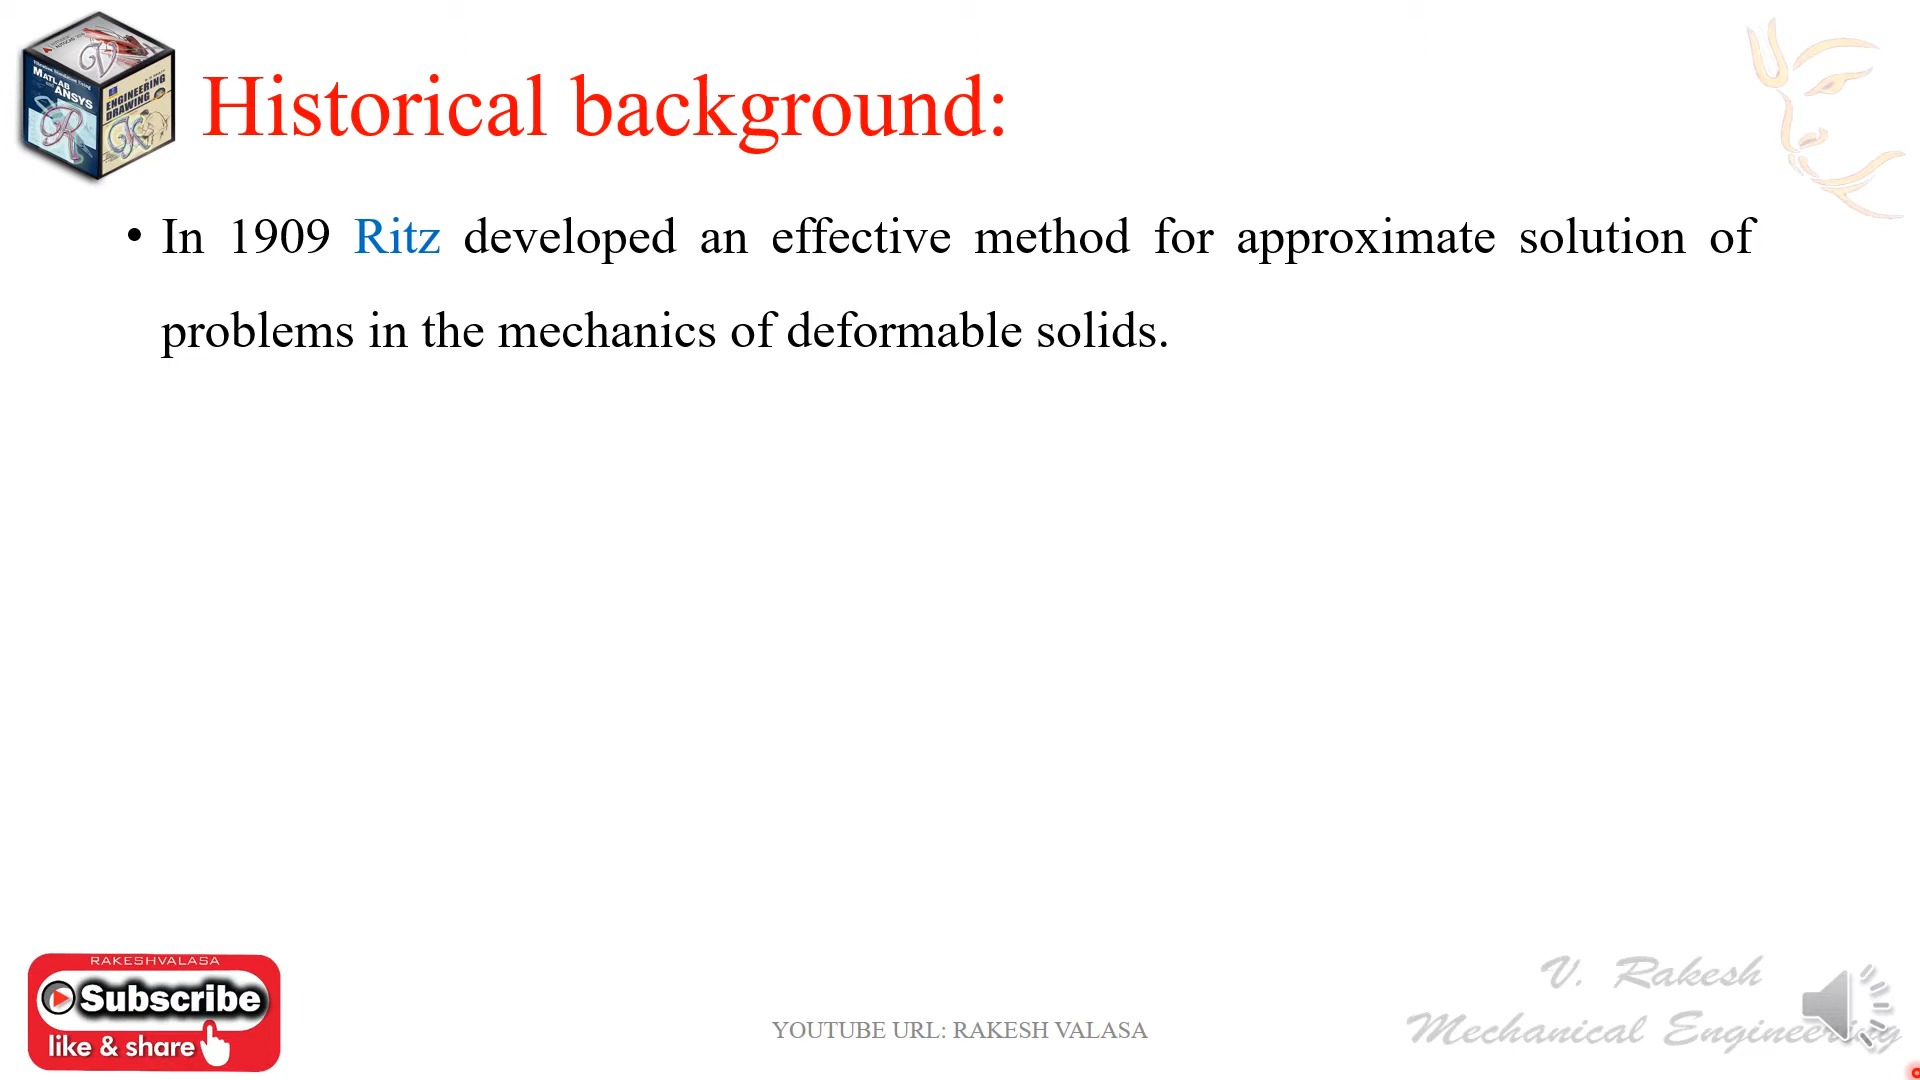 Historical background:
• In 1909 Ritz developed an effective method for approximate solution of
problems in the mechanics of deformable solids.
MATLAB
ANSYS
ENGINEERING
DRAWING
RAKESHVALASA
Subscribe
like & share
YOUTUBE URL: RAKESH VALASA
V. Rakesh
Mechanical Engineering